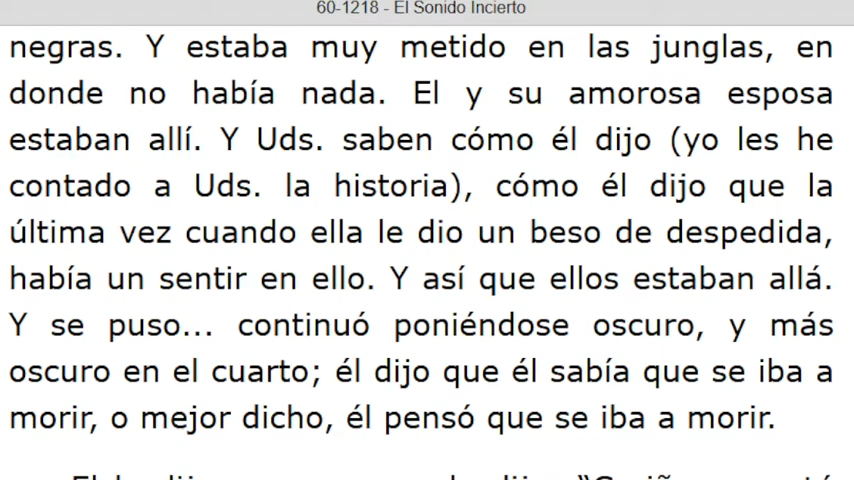 60-1218 - El Sonido Incierto
negras. Y estaba muy metido en las junglas, en
donde no había nada. El y su amorosa esposa
estaban allí. Y Uds. saben cómo él dijo (yo les he
contado a Uds. la historia), cómo él dijo que la
última vez cuando ella le dio un beso de despedida,
había un sentir en ello. Y así que ellos estaban allá.
Y se puso... continuó poniéndose oscuro, y más
oscuro en el cuarto; él dijo que él sabía que se iba a
morir, o mejor dicho, él pensó que se iba a morir.